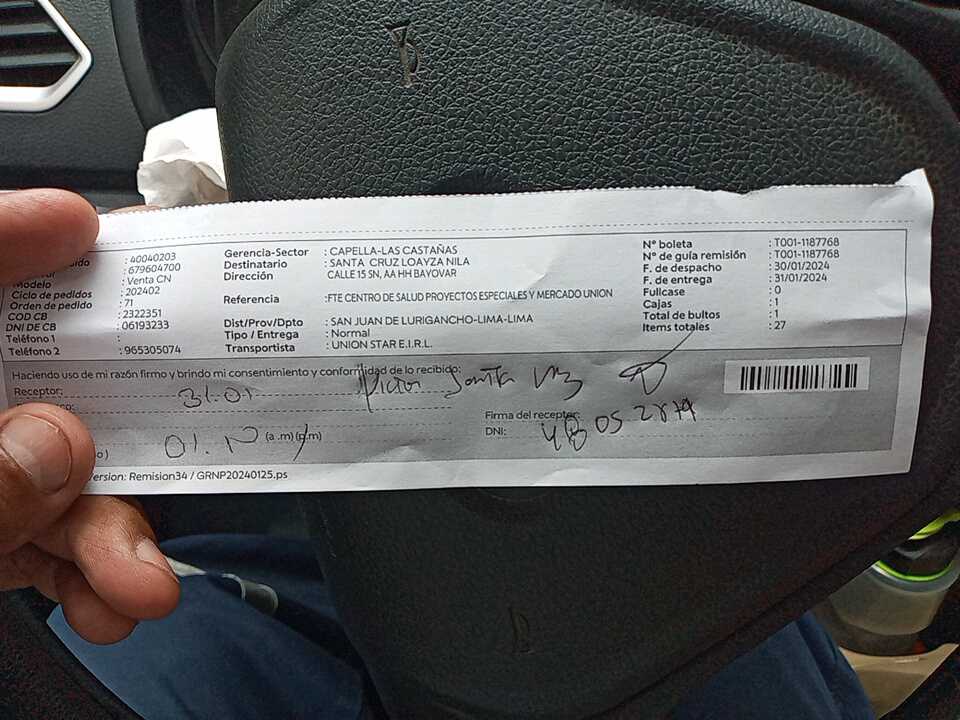 : 40040203
: 679604700
Modelo : Venta CN
Ciclo de pedidos : 202402
Orden de pedido : 71
COD CB : 2322351
DNI DE CB : 06193233
Teléfono 1 :
Teléfono 2 : 965305074
Gerencia-Sector : CAPELLA-LAS CASTAÑAS
Destinatario : SANTA CRUZ LOAYZA NILA
Dirección CALLE 15 SN, AA HH BAYOVAR
Referencia :FTE CENTRO DE SALUD PROYECTOS ESPECIALES Y MERCADO UNION
Dist/Prov/Dpto : SAN JUAN DE LURIGANCHO-LIMA-LIMA
Tipo / Entrega : Normal
Transportista : UNION STAR E.I.R.L.
N° boleta : T001-1187768
N° de guía remisión : T001-1187768
F. de despacho : 30/01/2024
F. de entrega : 31/01/2024
Fullcase : 0
Cajas : 1
Total de bultos : 1
Items totales : 27
Haciendo uso de mi razón firmo y brindo mi consentimiento y conformidad de lo recibido:
Receptor: Victor Santa
31.01
Firma del receptor:
(a .m) (p.m)
DNI:
Version: Remision34 / GRNP20240125.ps